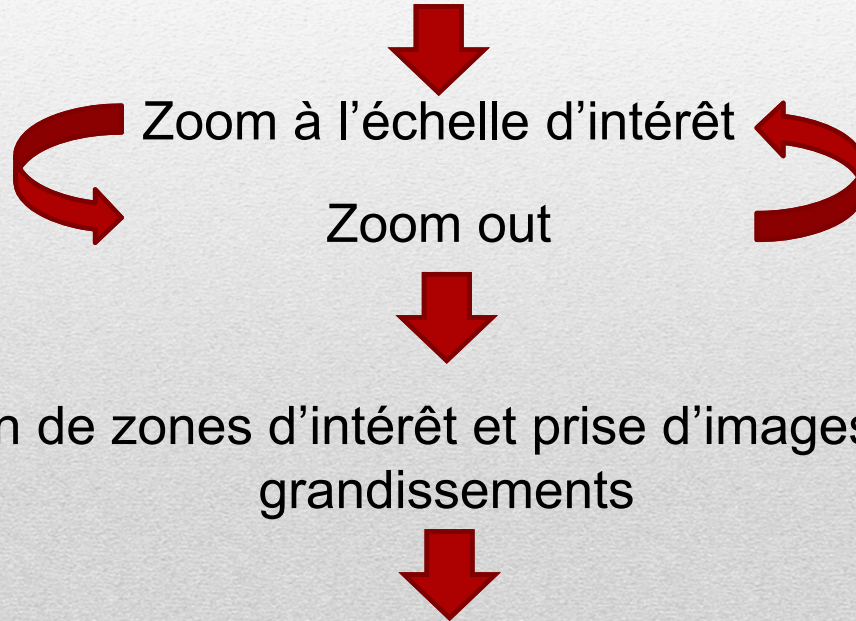 Zoom à l’échelle d’intérêt
Zoom out
n de zones d’intérêt et prise d’images
grandissements